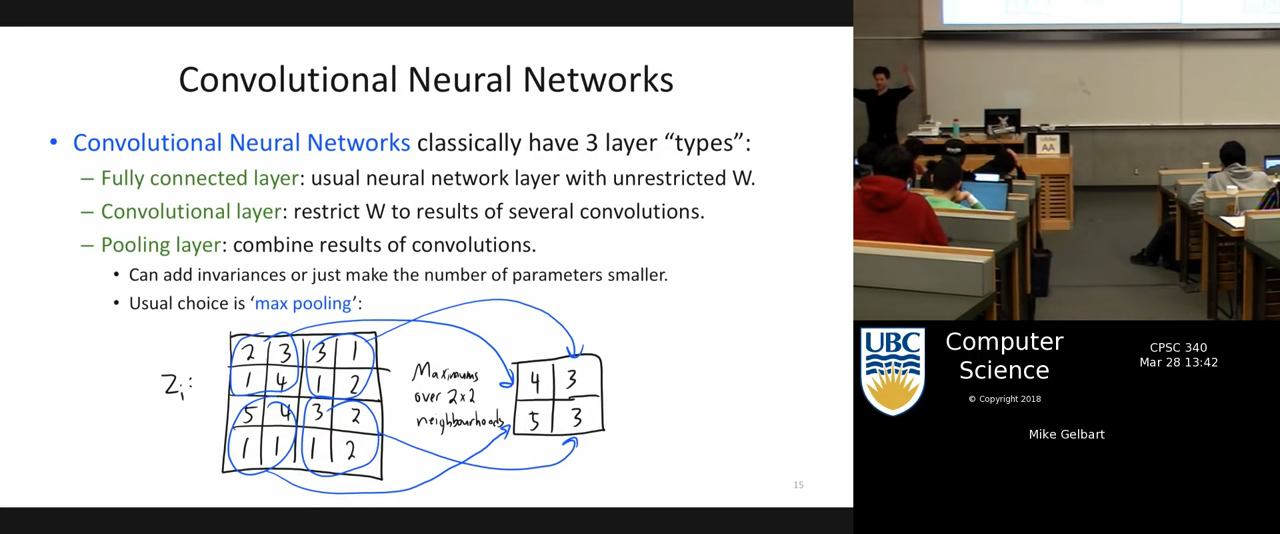 Convolutional Neural Networks
• Convolutional Neural Networks classically have 3 layer “types”:
– Fully connected layer: usual neural network layer with unrestricted W.
– Convolutional layer: restrict W to results of several convolutions.
– Pooling layer: combine results of convolutions.
• Can add invariances or just make the number of parameters smaller.
• Usual choice is ‘max pooling’:
Zi:
2 3 3 1
1 4 1 2
5 4 3 2
1 1 1 2
Maximums
over 2x2
neighbourhoods
4 3
5 3
15
AA
UBC
Computer
Science
© Copyright 2018
CPSC 340
Mar 28 13:42
Mike Gelbart